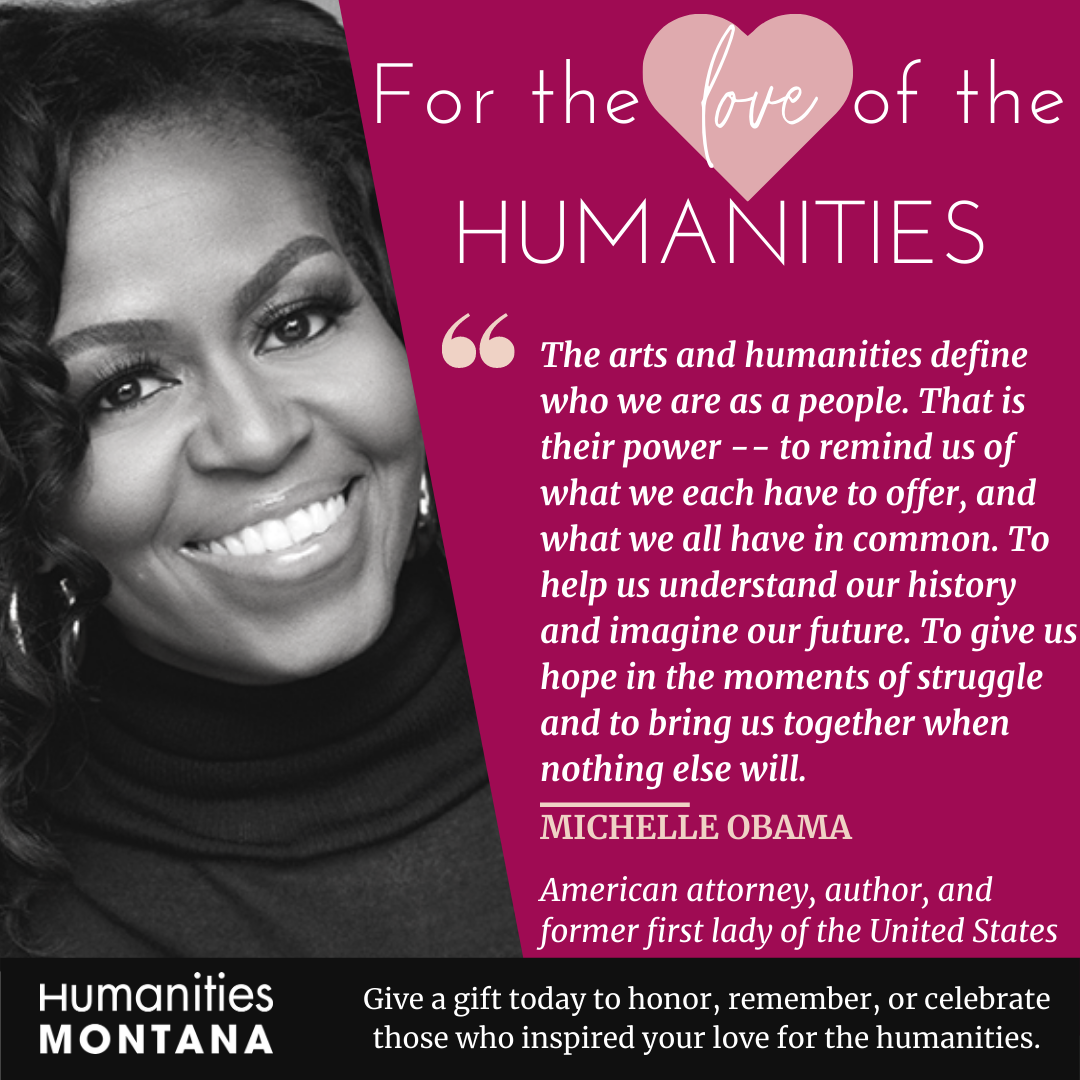 For the love of the
HUMANITIES
“
The arts and humanities define
who we are as a people. That is
their power -- to remind us of
what we each have to offer, and
what we all have in common. To
help us understand our history
and imagine our future. To give us
hope in the moments of struggle
and to bring us together when
nothing else will.
MICHELLE OBAMA
American attorney, author, and
former first lady of the United States
Humanities
MONTANA
Give a gift today to honor, remember, or celebrate
those who inspired your love for the humanities.